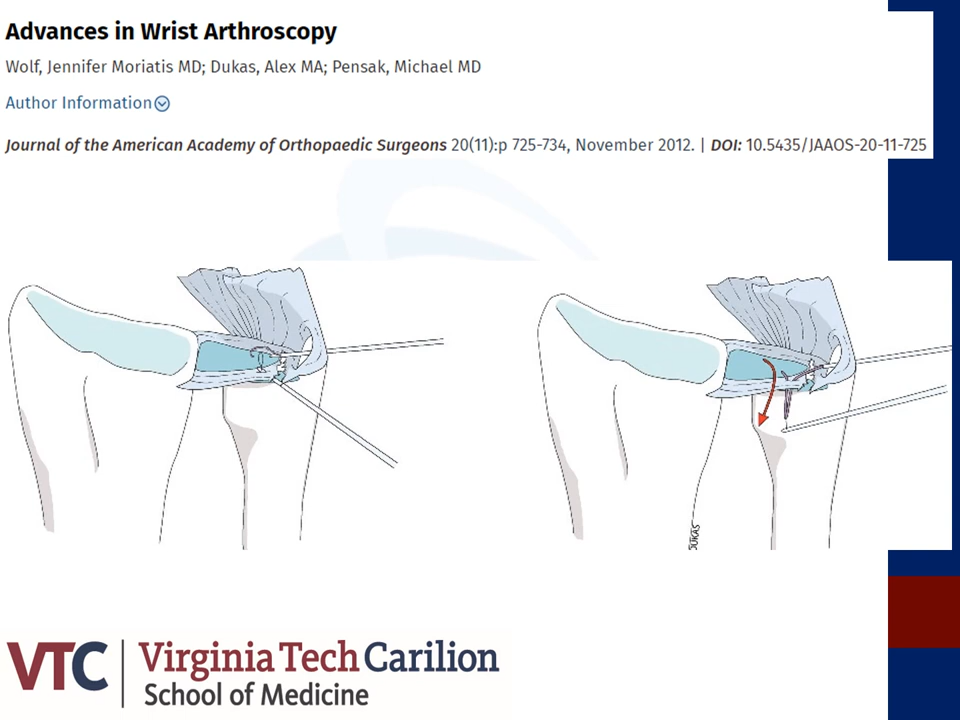 Advances in Wrist Arthroscopy
Wolf, Jennifer Moriatis MD; Dukas, Alex MA; Pensak, Michael MD
Author Information
Journal of the American Academy of Orthopaedic Surgeons 20(11):p 725-734, November 2012. | DOI: 10.5435/JAAOS-20-11-725
DUKAS
VTC Virginia Tech Carilion
School of Medicine